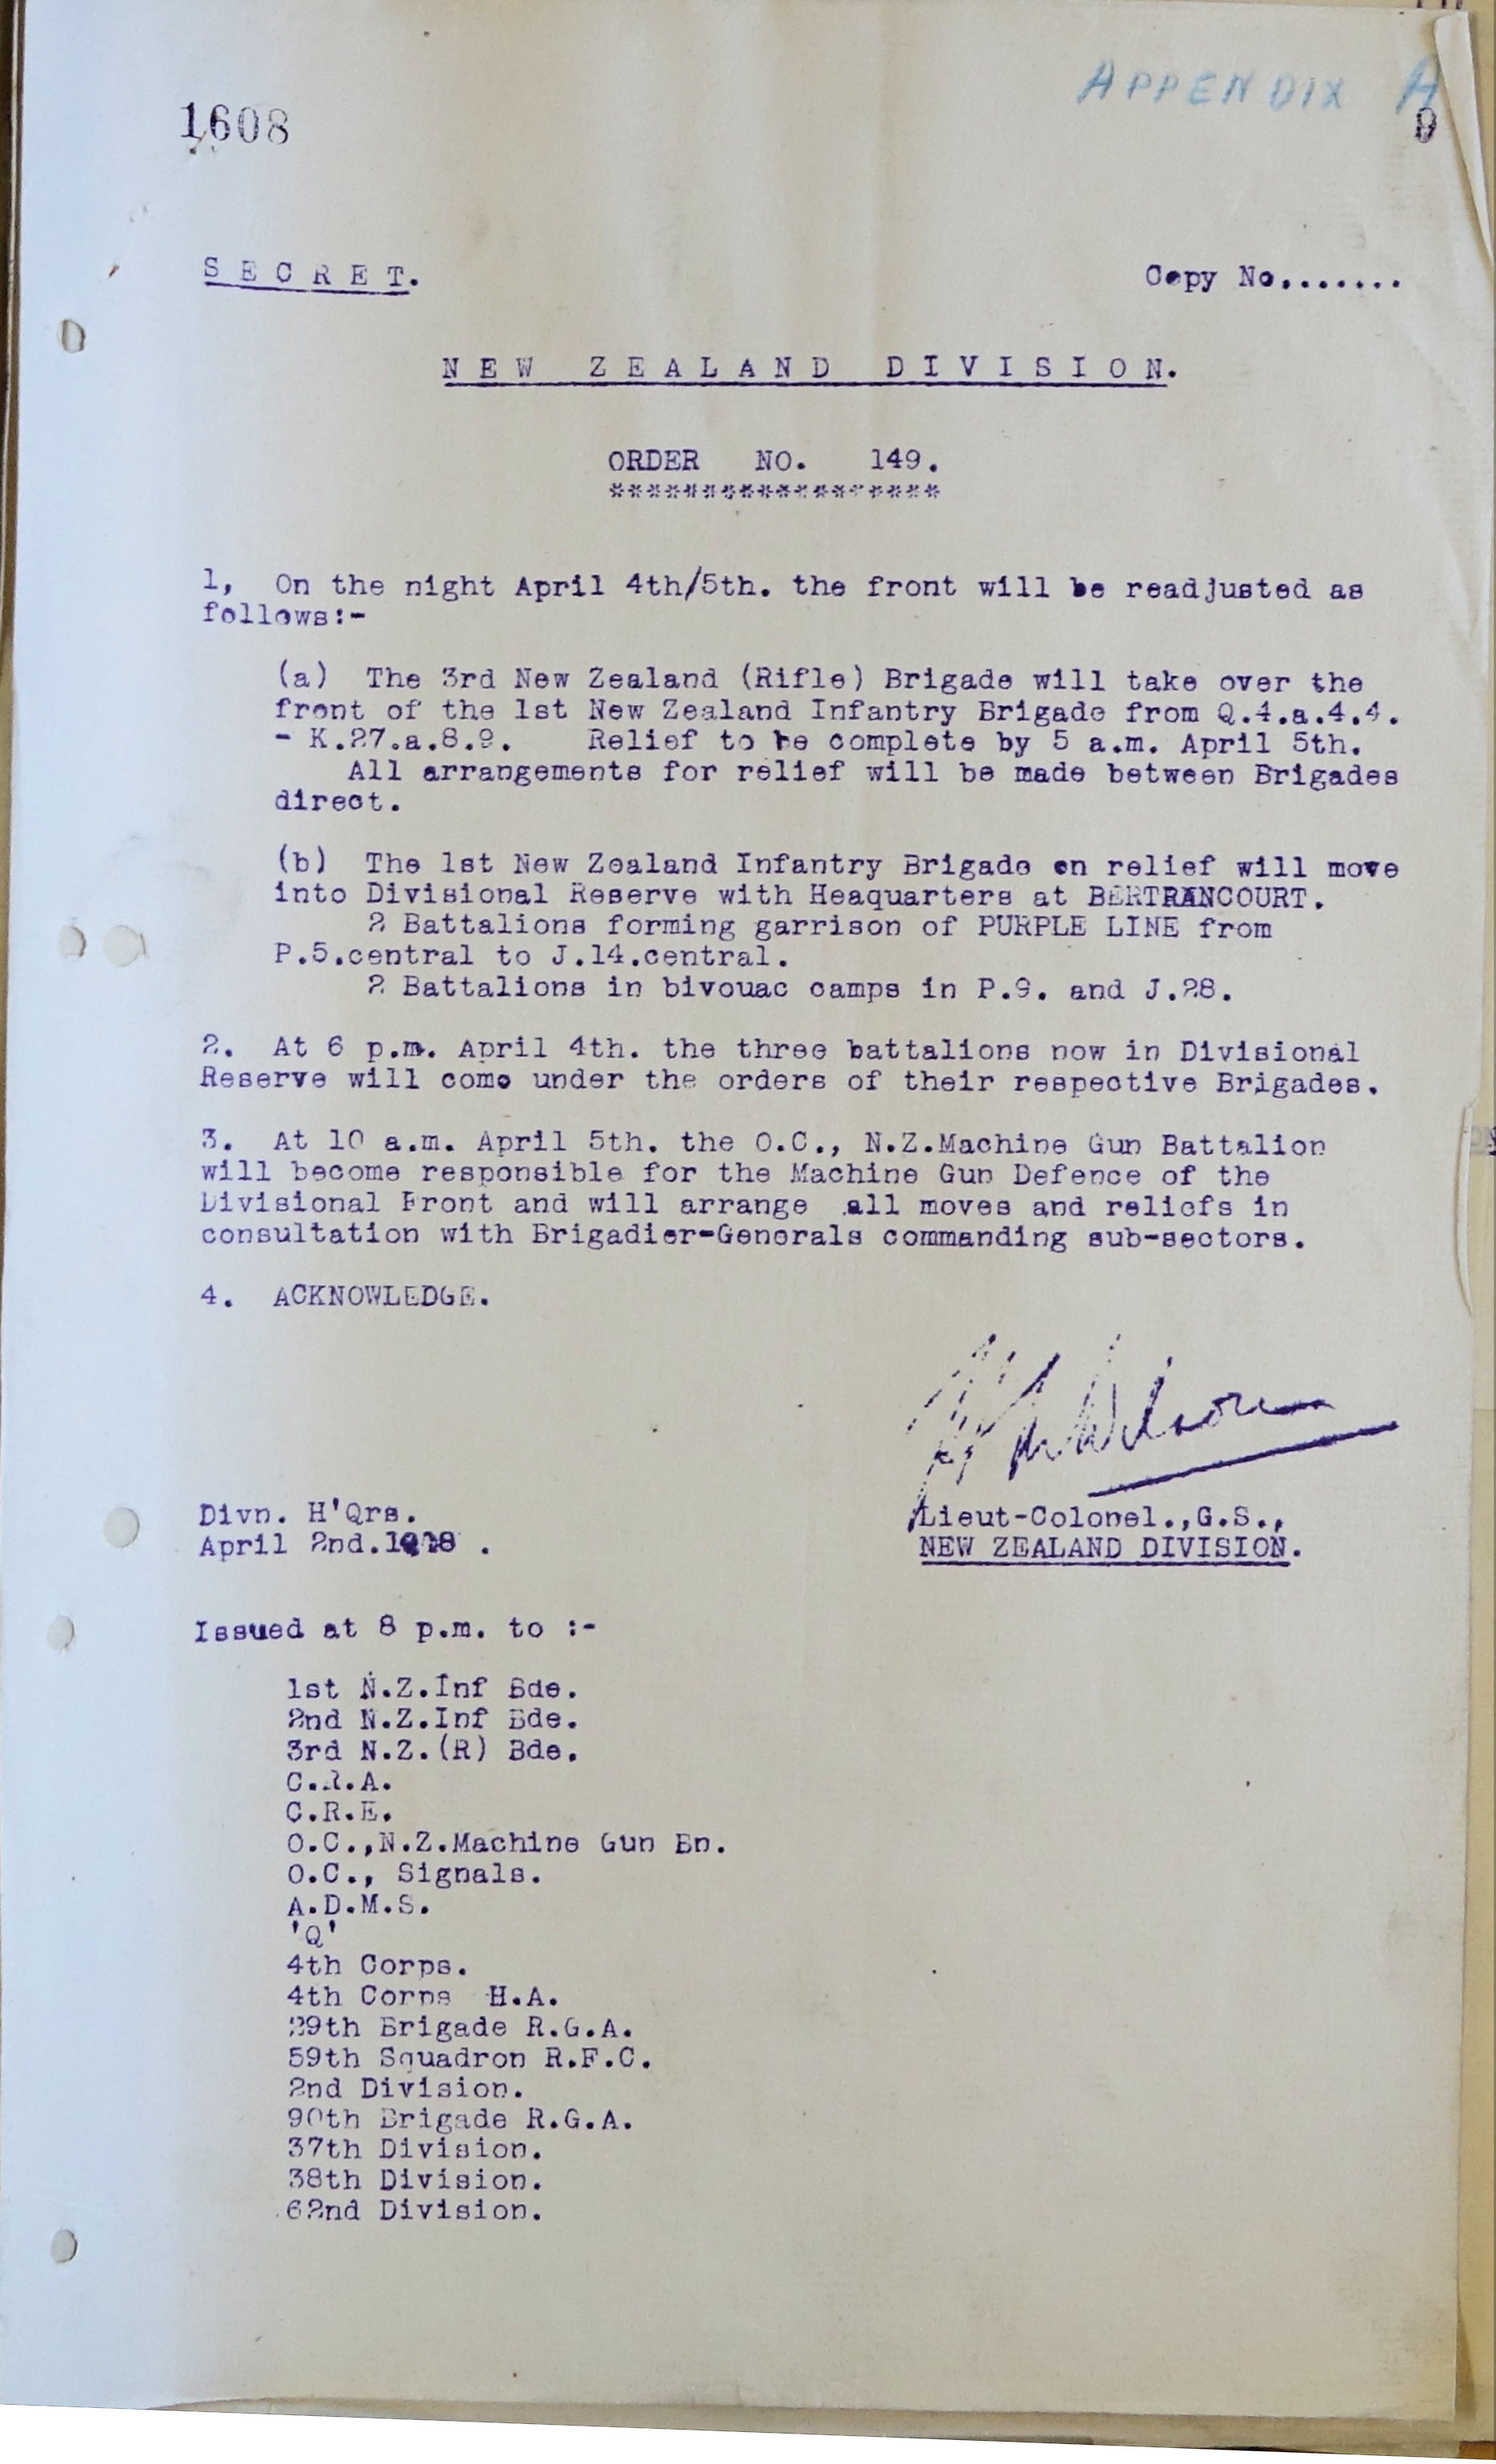 APPENDIX A
1608
9
S E C R E T.
Copy No.......
N E W   Z E A L A N D   D I V I S I O N.
ORDER NO. 149.
******************
1, On the night April 4th/5th. the front will be readjusted as
follows:-
(a) The 3rd New Zealand (Rifle) Brigade will take over the
front of the 1st New Zealand Infantry Brigade from Q.4.a.4.4.
- K.27.a.8.9. Relief to be complete by 5 a.m. April 5th.
All arrangements for relief will be made between Brigades
direct.
(b) The 1st New Zealand Infantry Brigade on relief will move
into Divisional Reserve with Heaquarters at BERTRANCOURT.
2 Battalions forming garrison of PURPLE LINE from
P.5.central to J.14.central.
2 Battalions in bivouac camps in P.9. and J.28.
2. At 6 p.m. April 4th. the three battalions now in Divisional
Reserve will come under the orders of their respective Brigades.
3. At 10 a.m. April 5th. the O.C., N.Z.Machine Gun Battalion
will become responsible for the Machine Gun Defence of the
Divisional Front and will arrange all moves and reliefs in
consultation with Brigadier-Generals commanding sub-sectors.
4. ACKNOWLEDGE.
Wilson
Divn. H'Qrs.
Lieut-Colonel.,G.S.,
April 2nd.1918 .
NEW ZEALAND DIVISION.
Issued at 8 p.m. to :-
1st N.Z.Inf Bde.
2nd N.Z.Inf Bde.
3rd N.Z.(R) Bde.
C.R.A.
C.R.E.
O.C.,N.Z.Machine Gun Bn.
O.C., Signals.
A.D.M.S.
'Q'
4th Corps.
4th Corps H.A.
29th Brigade R.G.A.
59th Squadron R.F.C.
2nd Division.
90th Brigade R.G.A.
37th Division.
38th Division.
62nd Division.